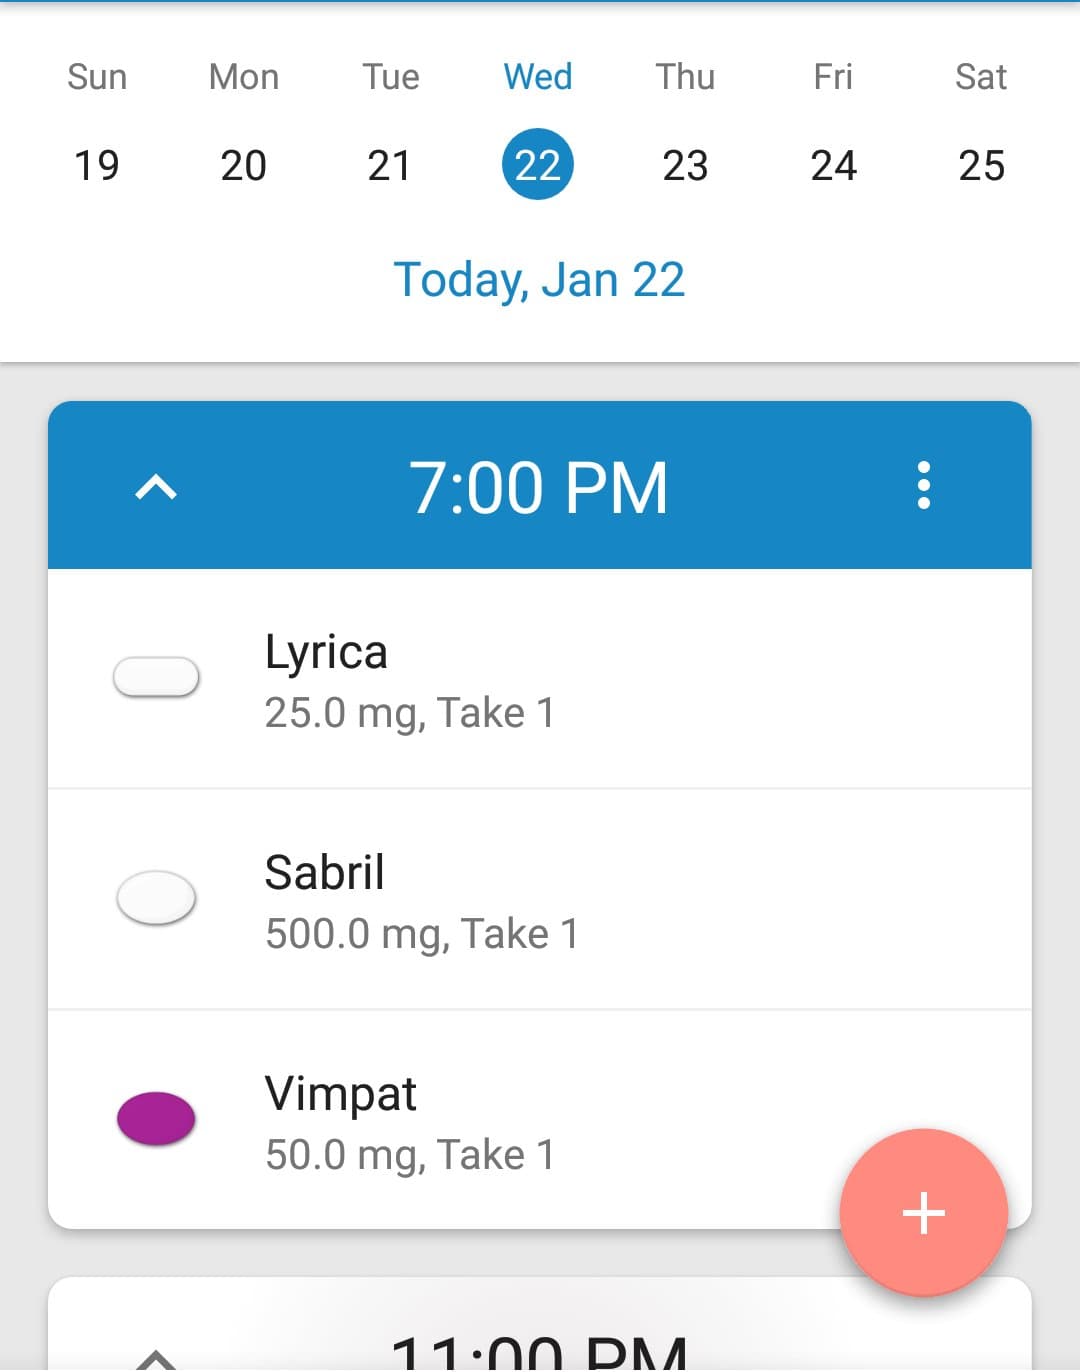 Sun Mon Tue Wed Thu Fri Sat
19 20 21 22 23 24 25
Today, Jan 22
7:00 PM
Lyrica
25.0 mg, Take 1
Sabril
500.0 mg, Take 1
Vimpat
50.0 mg, Take 1
+
11:00 PM